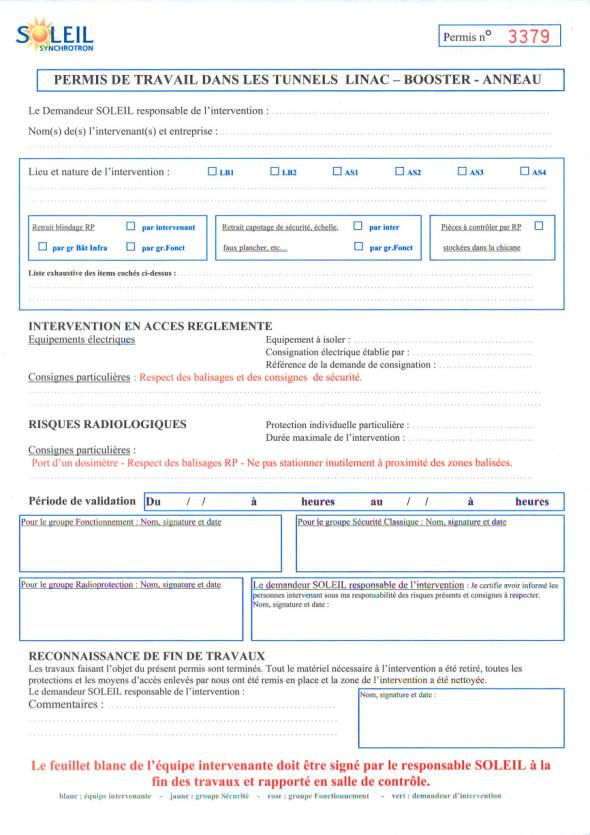 SOLEIL
SYNCHROTRON
Permis n° 3379
PERMIS DE TRAVAIL DANS LES TUNNELS LINAC – BOOSTER - ANNEAU
Le Demandeur SOLEIL responsable de l'intervention :
Nom(s) de(s) l'intervenant(s) et entreprise :
Lieu et nature de l'intervention : LB1 LB2 AS1 AS2 AS3 AS4
Retrait blindage RP par intervenant
par gr Bât Infra par gr.Fonct
Retrait capotage de sécurité, échelle, par inter
faux plancher, etc… par gr.Fonct
Pièces à contrôler par RP
stockées dans la chicane
Liste exhaustive des items cochés ci-dessus :
INTERVENTION EN ACCES REGLEMENTE
Equipements électriques
Equipement à isoler :
Consignation électrique établie par :
Référence de la demande de consignation :
Consignes particulières : Respect des balisages et des consignes de sécurité.
RISQUES RADIOLOGIQUES
Protection individuelle particulière :
Durée maximale de l'intervention :
Consignes particulières :
Port d'un dosimètre - Respect des balisages RP - Ne pas stationner inutilement à proximité des zones balisées.
Période de validation Du / / à heures au / / à heures
Pour le groupe Fonctionnement : Nom, signature et date
Pour le groupe Sécurité Classique : Nom, signature et date
Pour le groupe Radioprotection : Nom, signature et date
Le demandeur SOLEIL responsable de l'intervention : Je certifie avoir informé les
personnes intervenant sous ma responsabilité des risques présents et consignes à respecter.
Nom, signature et date :
RECONNAISSANCE DE FIN DE TRAVAUX
Les travaux faisant l'objet du présent permis sont terminés. Tout le matériel nécessaire à l'intervention a été retiré, toutes les
protections et les moyens d'accès enlevés par nous ont été remis en place et la zone de l'intervention a été nettoyée.
Le demandeur SOLEIL responsable de l'intervention :
Commentaires :
Nom, signature et date :
Le feuillet blanc de l'équipe intervenante doit être signé par le responsable SOLEIL à la
fin des travaux et rapporté en salle de contrôle.
blanc : équipe intervenante - jaune : groupe Sécurité - rose : groupe Fonctionnement - vert : demandeur d'intervention